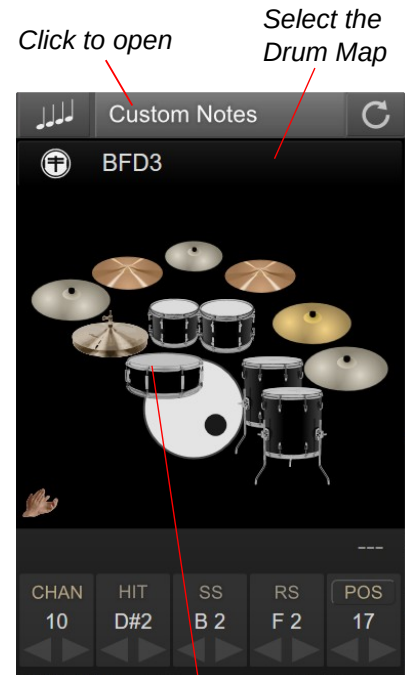 Click to open
Select the
Drum Map
Custom Notes
BFD3
---
CHAN HIT SS RS POS
10 D#2 B 2 F 2 17